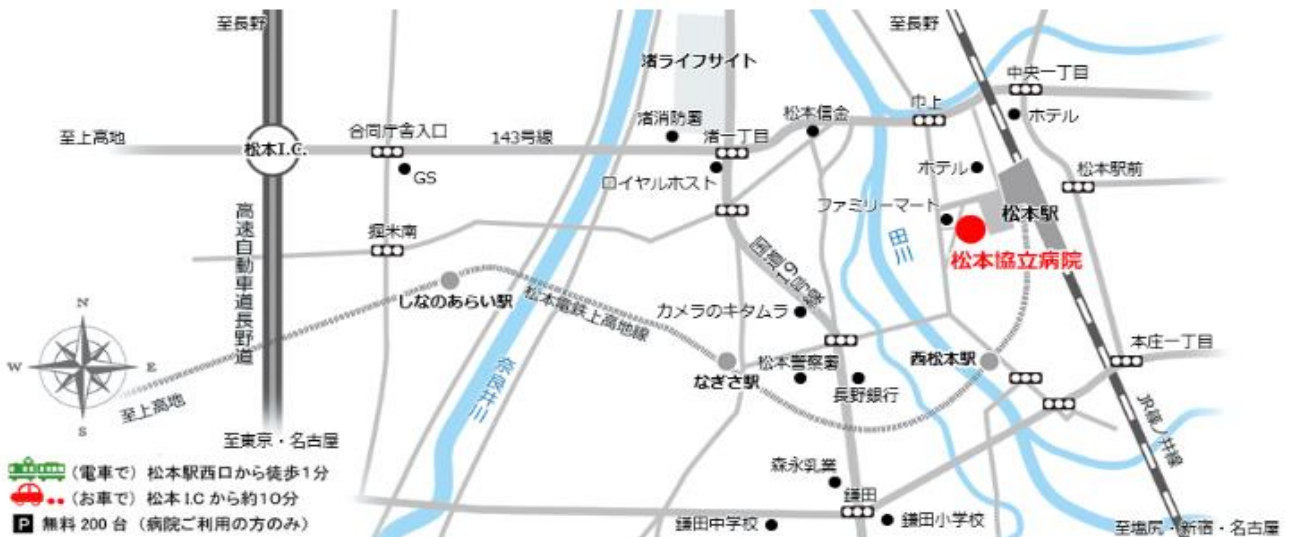 至長野
至長野
渚ライフサイト
中央一丁目
巾上
松本信金
ホテル
渚消防署
合同庁舎入口
143号線
渚一丁目
至上高地
松本I.C.
GS
ロイヤルホスト
ホテル
松本駅前
ファミリーマート
松本駅
高速自動車道長野道
堀米南
国道19号線
田川
松本協立病院
しなのあらい駅
松本電鉄上高地線
カメラのキタムラ
N
W
E
S
奈良井川
なぎさ駅
松本警察署
長野銀行
西松本駅
本庄一丁目
至上高地
JR篠ノ井線
至東京・名古屋
森永乳業
鎌田
鎌田中学校
鎌田小学校
至塩尻・新宿・名古屋
(電車で) 松本駅西口から徒歩1分
(お車で) 松本I.Cから約10分
P 無料200台 (病院ご利用の方のみ)